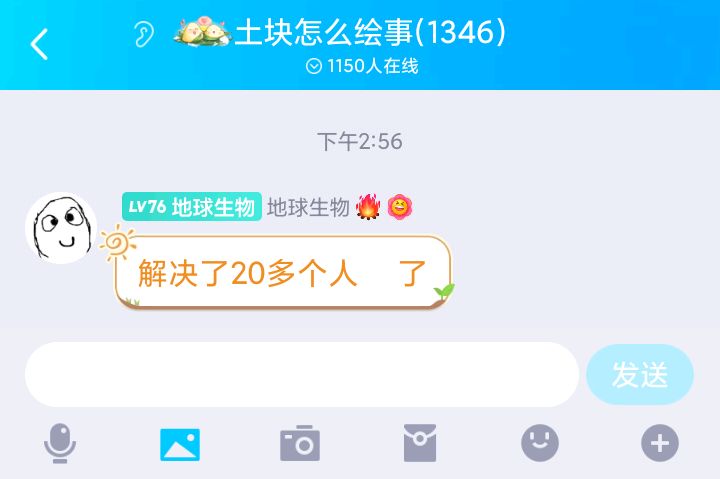 土块怎么绘事(1346)
1150人在线
下午2:56
LV76 地球生物 地球生物
解决了20多个人 了
发送